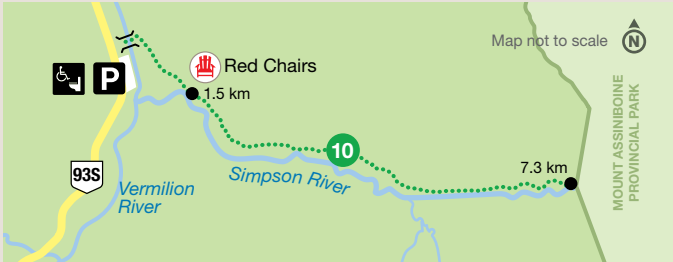 Map not to scale
N
Red Chairs
P
1.5 km
10
7.3 km
93S
Vermilion
River
Simpson River
MOUNT ASSINIBOINE
PROVINCIAL PARK